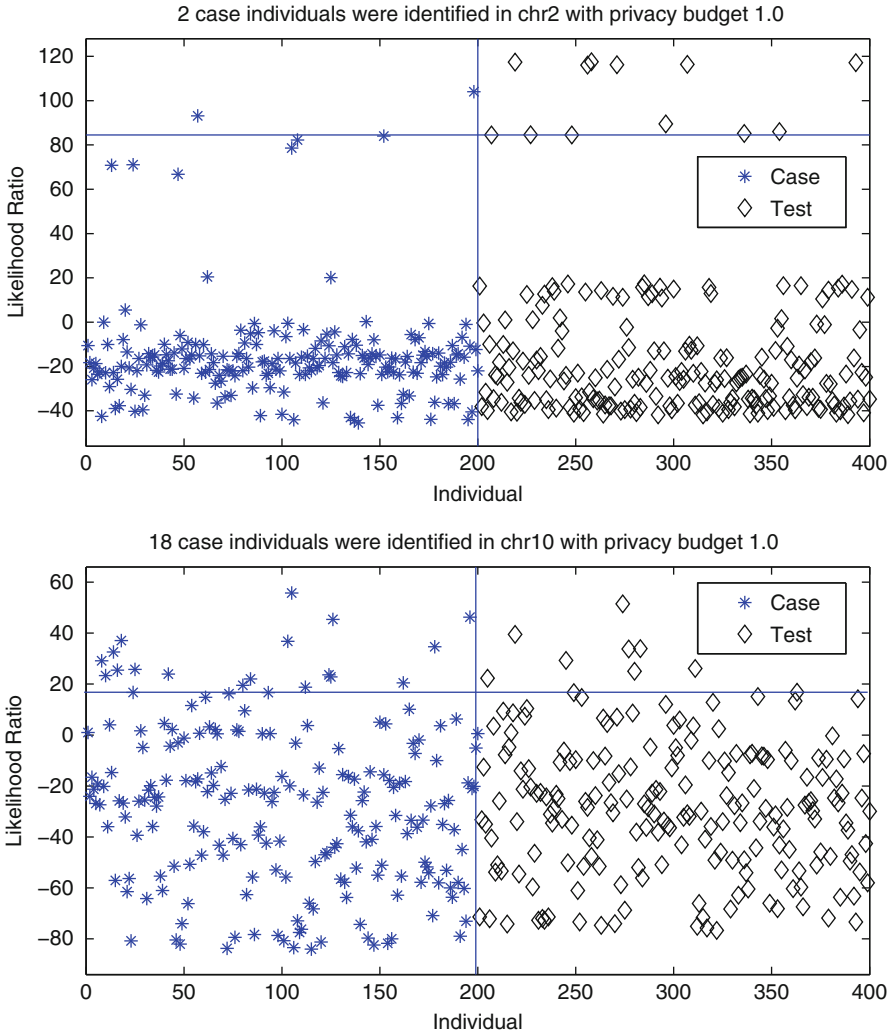 2 case individuals were identified in chr2 with privacy budget 1.0
120
100
80
60
40
20
0
−20
−40
Likelihood Ratio
Case
Test
0 50 100 150 200 250 300 350 400
Individual
18 case individuals were identified in chr10 with privacy budget 1.0
60
40
20
0
−20
−40
−60
−80
Likelihood Ratio
Case
Test
0 50 100 150 200 250 300 350 400
Individual